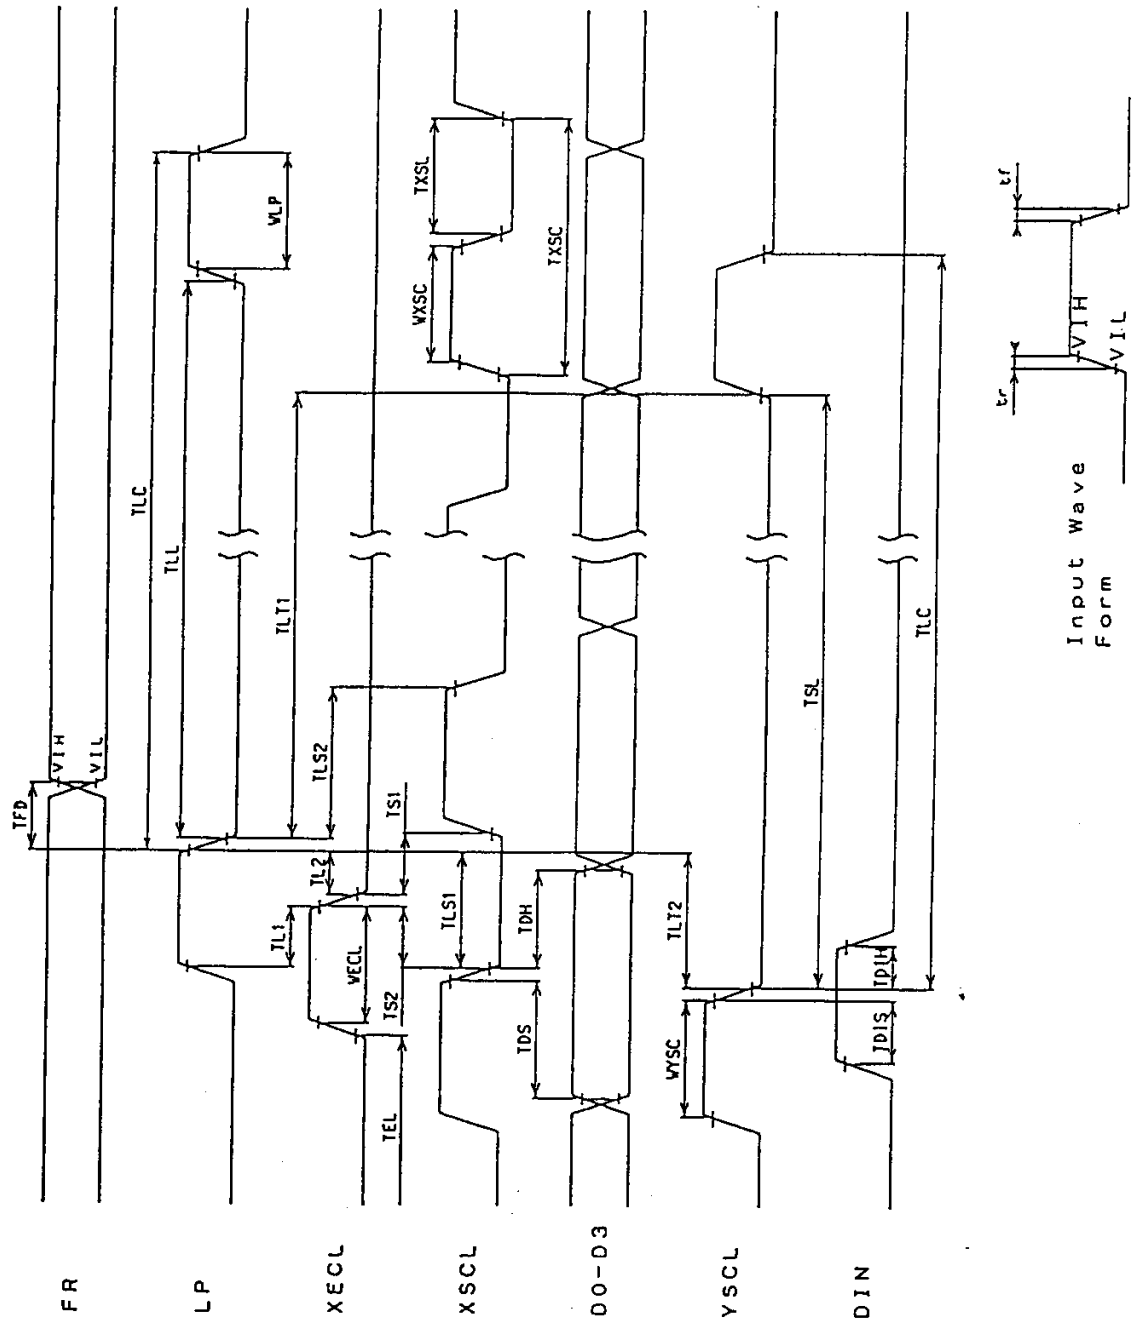 FR
TFD
VIH
VIL
LP
TLC
TLL
WLP
TLT1
XECL
TL1
TL2
TLS2
WECL
TS1
TS2
TEL
XSCL
TLS1
WXSC
TXSL
TXSC
DO-D3
TDS
TDH
YSCL
WYSC
TLT2
TSL
TLC
DIN
TDIS
TDIH
tr
tf
VIH
VIL
Input Wave
Form